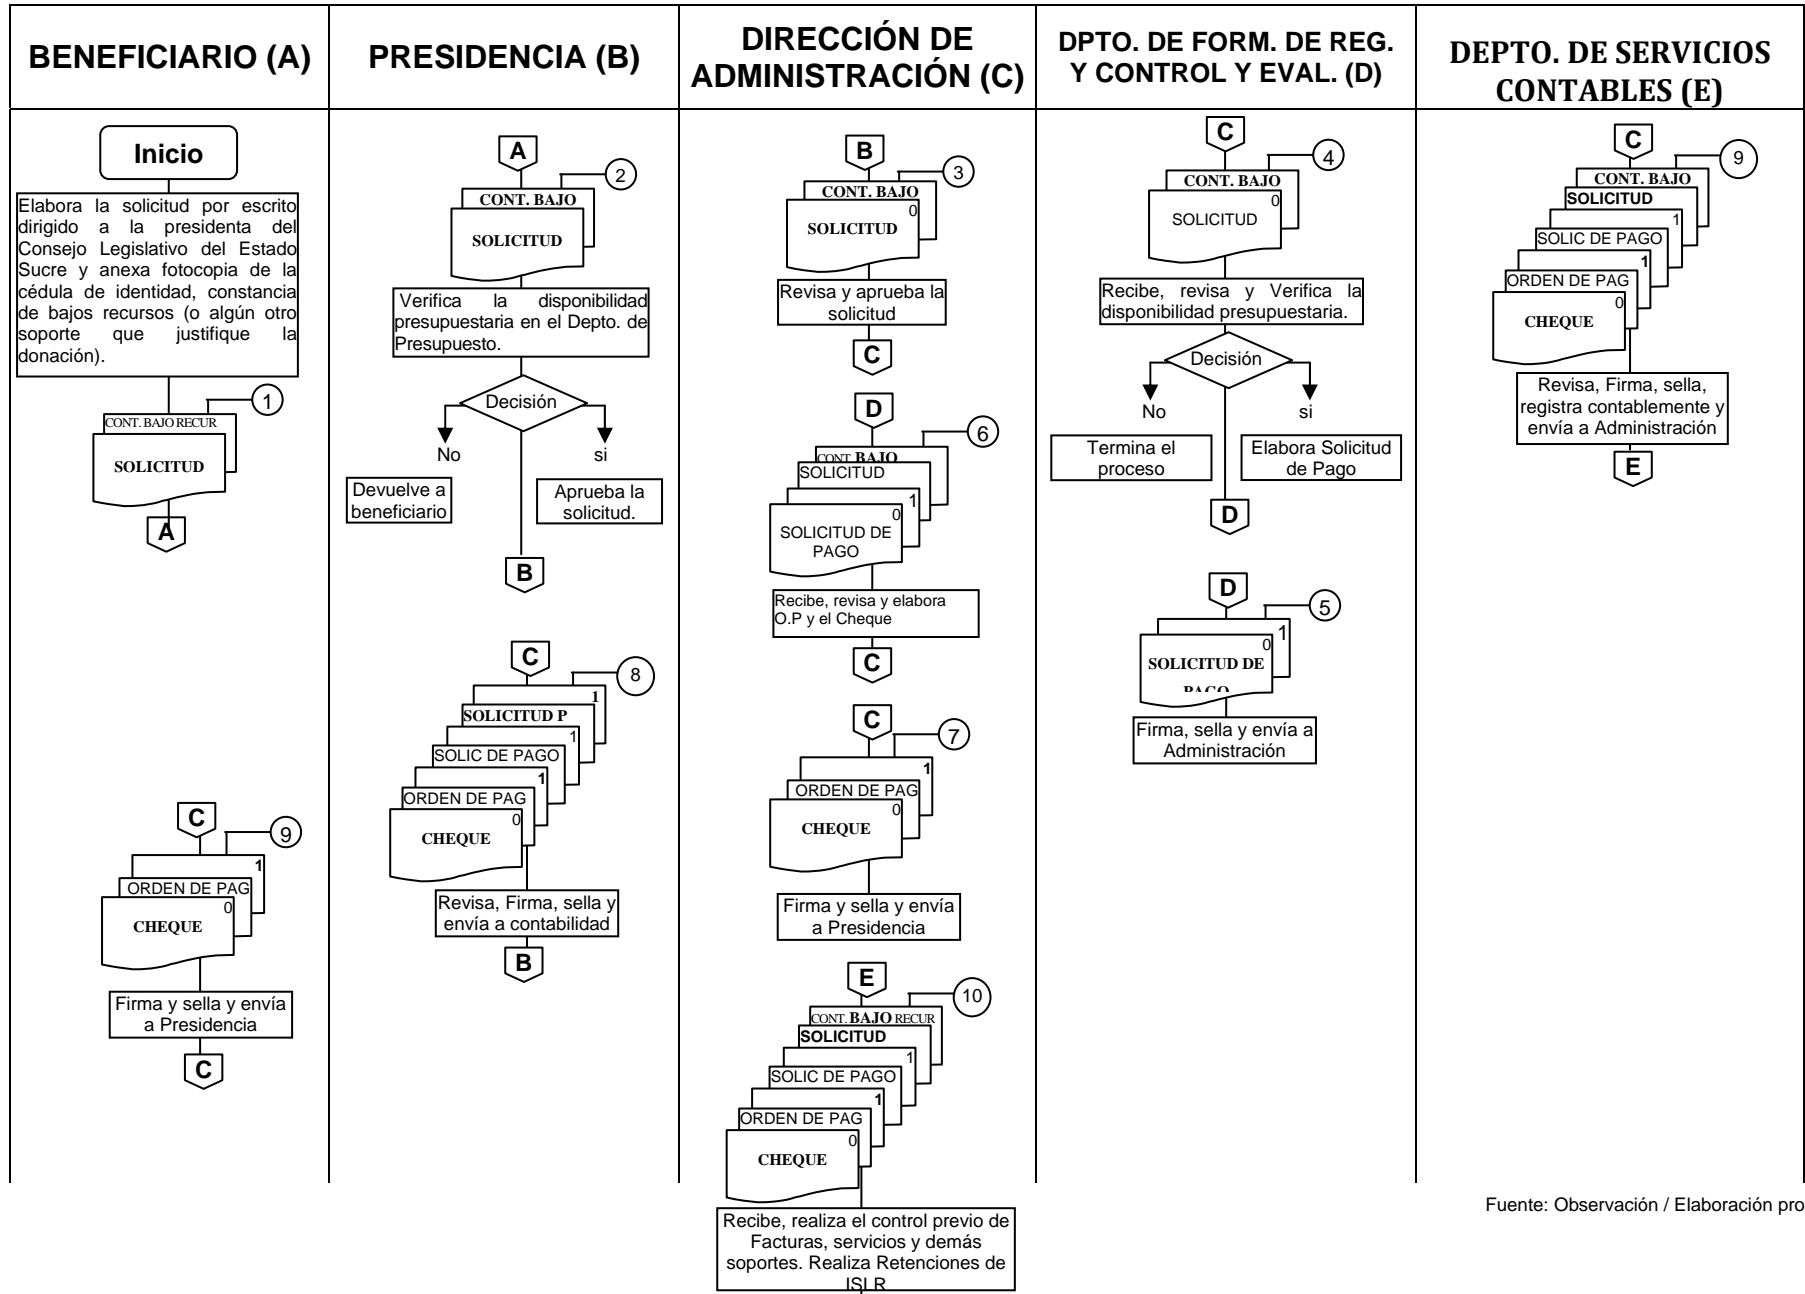 BENEFICIARIO (A)
PRESIDENCIA (B)
DIRECCIÓN DE
ADMINISTRACIÓN (C)
DPTO. DE FORM. DE REG.
Y CONTROL Y EVAL. (D)
DEPTO. DE SERVICIOS
CONTABLES (E)
Inicio
Elabora la solicitud por escrito
dirigido a la presidenta del
Consejo Legislativo del Estado
Sucre y anexa fotocopia de la
cédula de identidad, constancia
de bajos recursos (o algún otro
soporte que justifique la
donación).
1
CONT. BAJO RECUR
SOLICITUD
A
C
9
1
ORDEN DE PAG
0
CHEQUE
Firma y sella y envía
a Presidencia
C
A
2
CONT. BAJO
SOLICITUD
Verifica la disponibilidad
presupuestaria en el Depto. de
Presupuesto.
Decisión
No
si
Devuelve a
beneficiario
Aprueba la
solicitud.
B
C
8
1
SOLICITUD P
1
SOLIC DE PAGO
1
ORDEN DE PAG
0
CHEQUE
Revisa, Firma, sella y
envía a contabilidad
B
B
3
CONT. BAJO
0
SOLICITUD
Revisa y aprueba la
solicitud
C
D
6
CONT. BAJO
SOLICITUD
1
0
SOLICITUD DE
PAGO
Recibe, revisa y elabora
O.P y el Cheque
C
C
7
1
ORDEN DE PAG
0
CHEQUE
Firma y sella y envía
a Presidencia
E
10
CONT. BAJO RECUR
SOLICITUD
1
SOLIC DE PAGO
1
ORDEN DE PAG
0
CHEQUE
Recibe, realiza el control previo de
Facturas, servicios y demás
soportes. Realiza Retenciones de
ISLR
C
4
CONT. BAJO
0
SOLICITUD
Recibe, revisa y Verifica la
disponibilidad presupuestaria.
Decisión
No
si
Termina el
proceso
Elabora Solicitud
de Pago
D
D
5
1
0
SOLICITUD DE
PAGO
Firma, sella y envía a
Administración
C
9
CONT. BAJO
SOLICITUD
1
SOLIC DE PAGO
1
ORDEN DE PAG
0
CHEQUE
Revisa, Firma, sella,
registra contablemente y
envía a Administración
E
Fuente: Observación / Elaboración pro